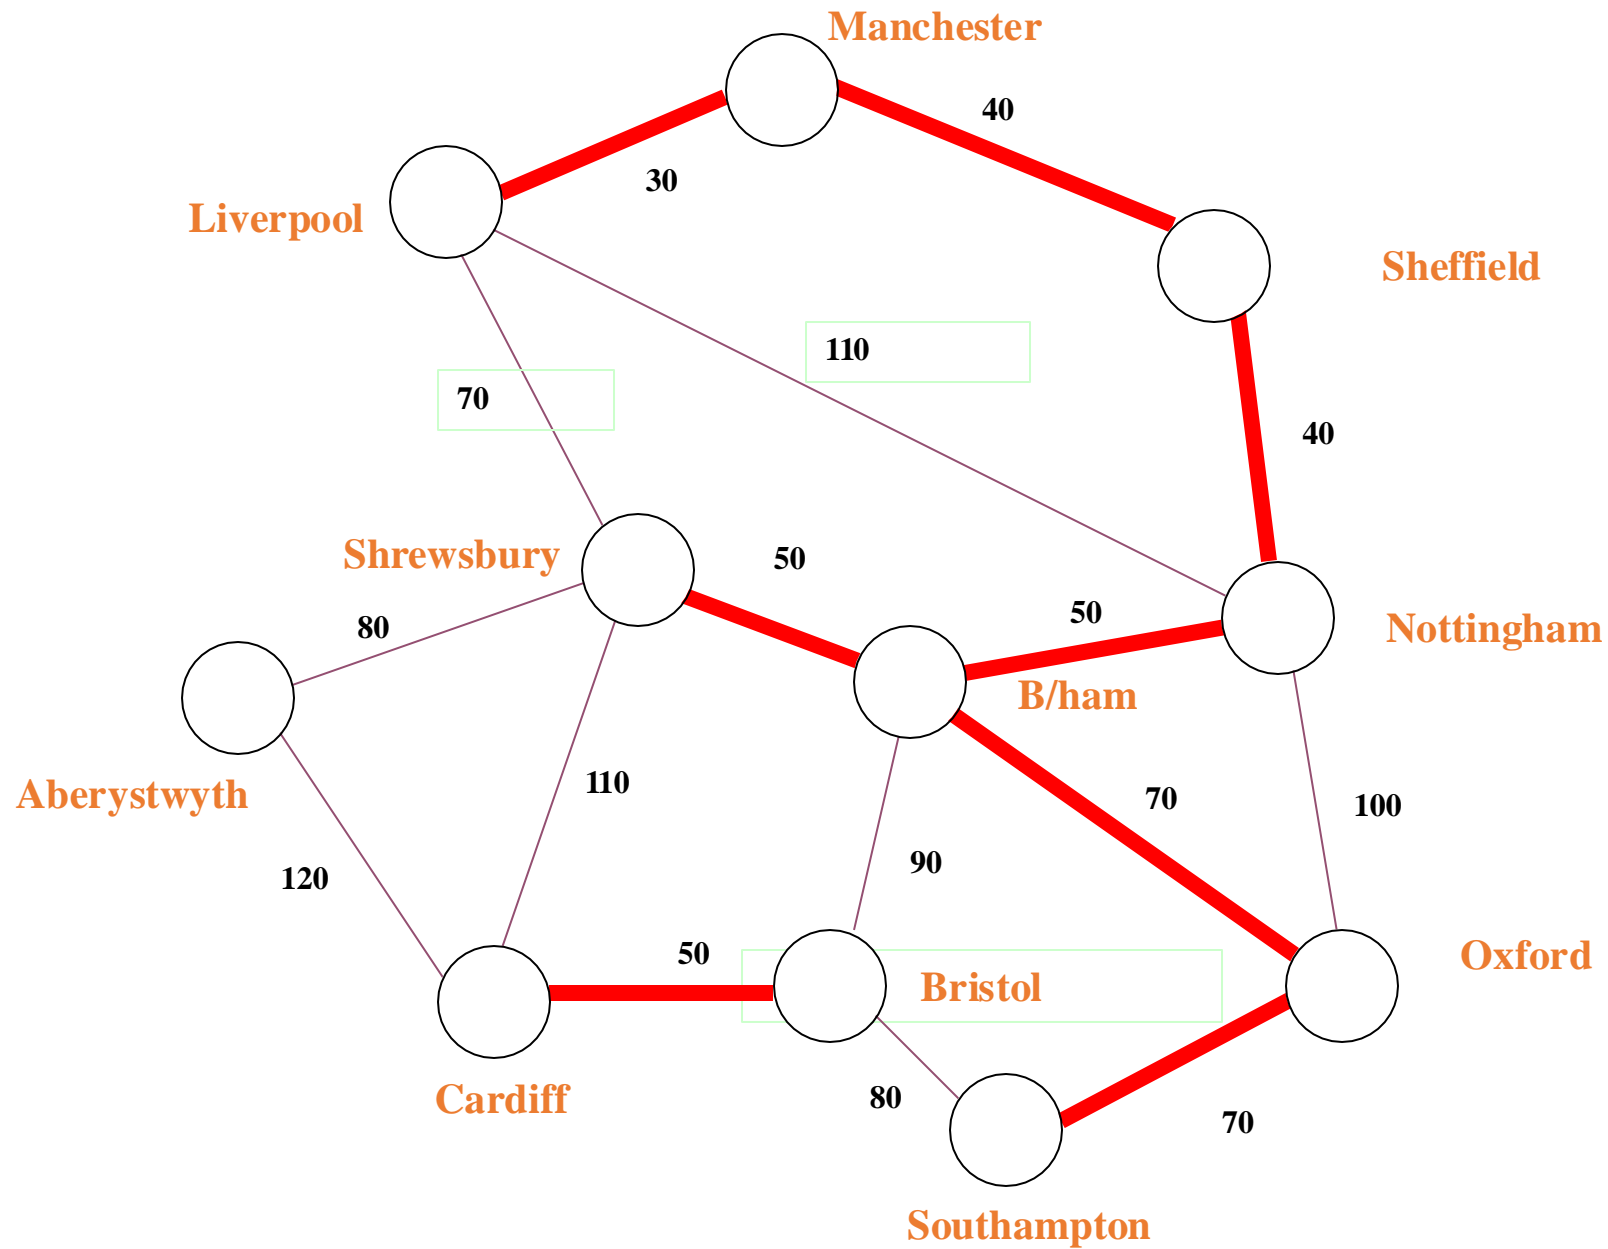 Manchester
40
30
Liverpool
Sheffield
110
70
40
Shrewsbury
50
50
80
Nottingham
B/ham
110
70
Aberystwyth
100
90
120
50
Bristol
Oxford
Cardiff
80
70
Southampton